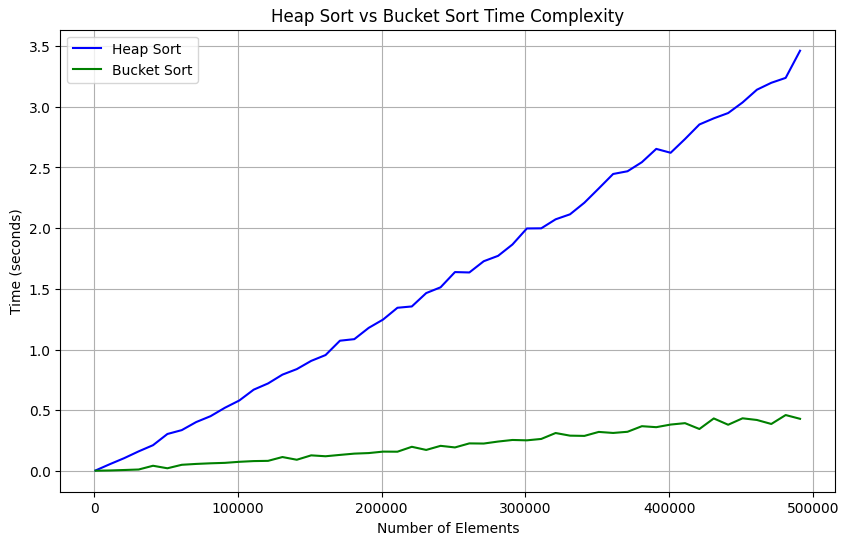 Heap Sort vs Bucket Sort Time Complexity
Heap Sort
Bucket Sort
Time (seconds)
3.5
3.0
2.5
2.0
1.5
1.0
0.5
0.0
0 100000 200000 300000 400000 500000
Number of Elements